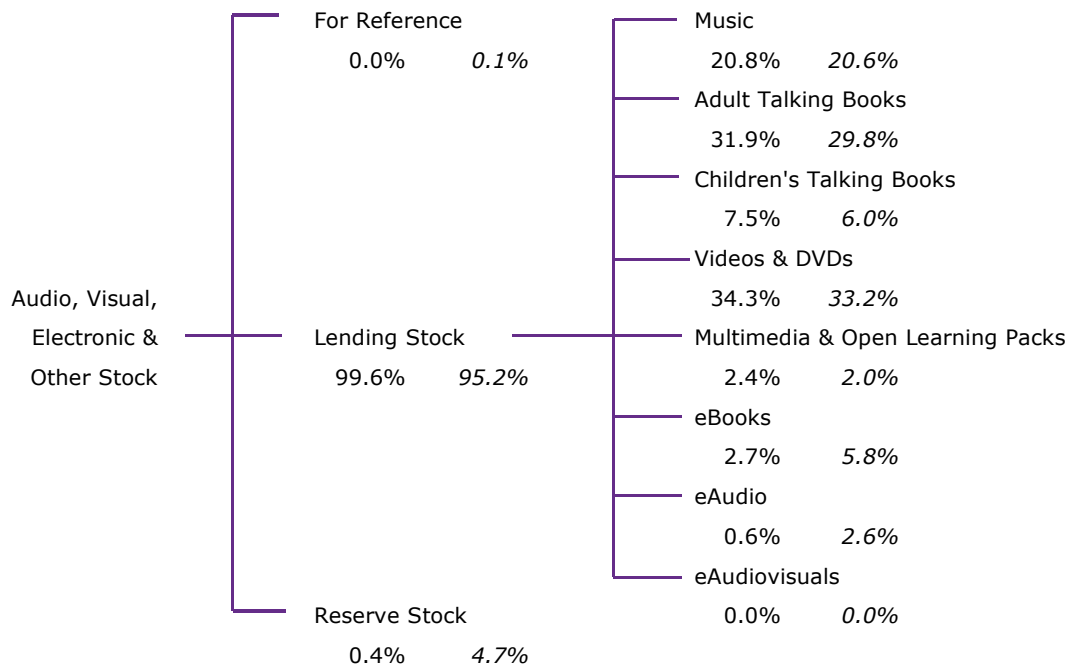 For Reference
0.0% 0.1%
Audio, Visual,
Electronic &
Other Stock
Lending Stock
99.6% 95.2%
Reserve Stock
0.4% 4.7%
Music
20.8% 20.6%
Adult Talking Books
31.9% 29.8%
Children's Talking Books
7.5% 6.0%
Videos & DVDs
34.3% 33.2%
Multimedia & Open Learning Packs
2.4% 2.0%
eBooks
2.7% 5.8%
eAudio
0.6% 2.6%
eAudiovisuals
0.0% 0.0%